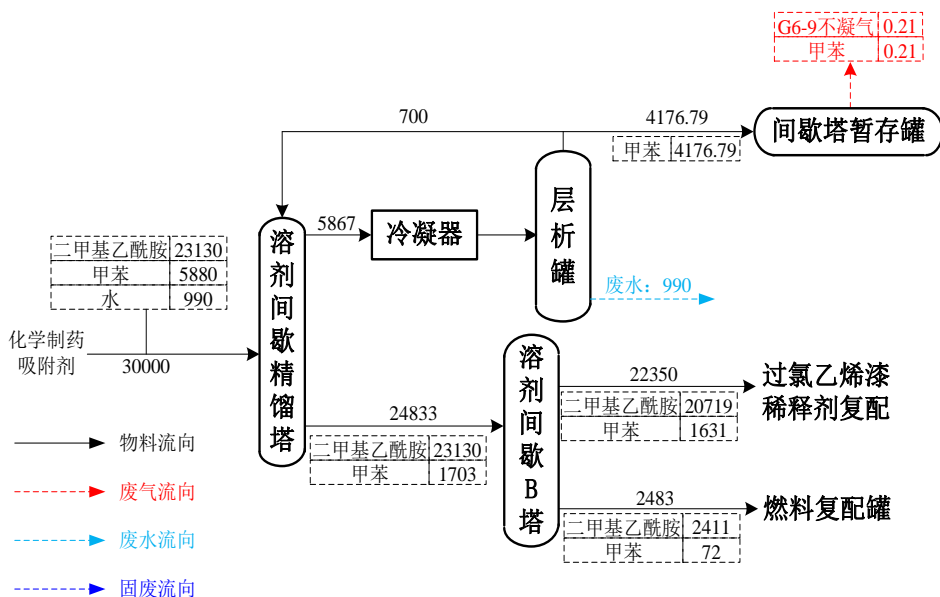 G6-9不凝气 0.21
甲苯 0.21
700
4176.79
甲苯 4176.79
间歇塔暂存罐
5867
冷凝器
层析罐
溶剂间歇精馏塔
二甲基乙酰胺 23130
甲苯 5880
水 990
废水：990
化学制药
吸附剂
30000
溶剂间歇B塔
24833
二甲基乙酰胺 23130
甲苯 1703
22350
二甲基乙酰胺 20719
甲苯 1631
过氯乙烯漆
稀释剂复配
2483
二甲基乙酰胺 2411
甲苯 72
燃料复配罐
物料流向
废气流向
废水流向
固废流向